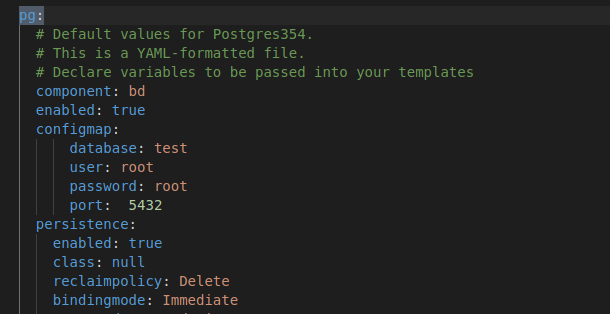 pg:
# Default values for Postgres354.
# This is a YAML-formatted file.
# Declare variables to be passed into your templates
component: bd
enabled: true
configmap:
database: test
user: root
password: root
port:  5432
persistence:
enabled: true
class: null
reclaimpolicy: Delete
bindingmode: Immediate